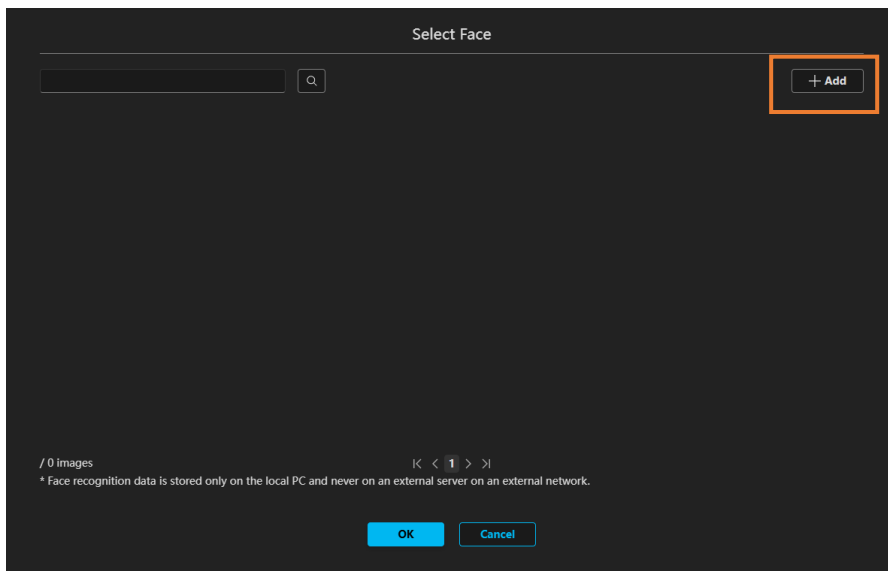 Select Face
+ Add
/ 0 images
1
* Face recognition data is stored only on the local PC and never on an external server on an external network.
OK
Cancel